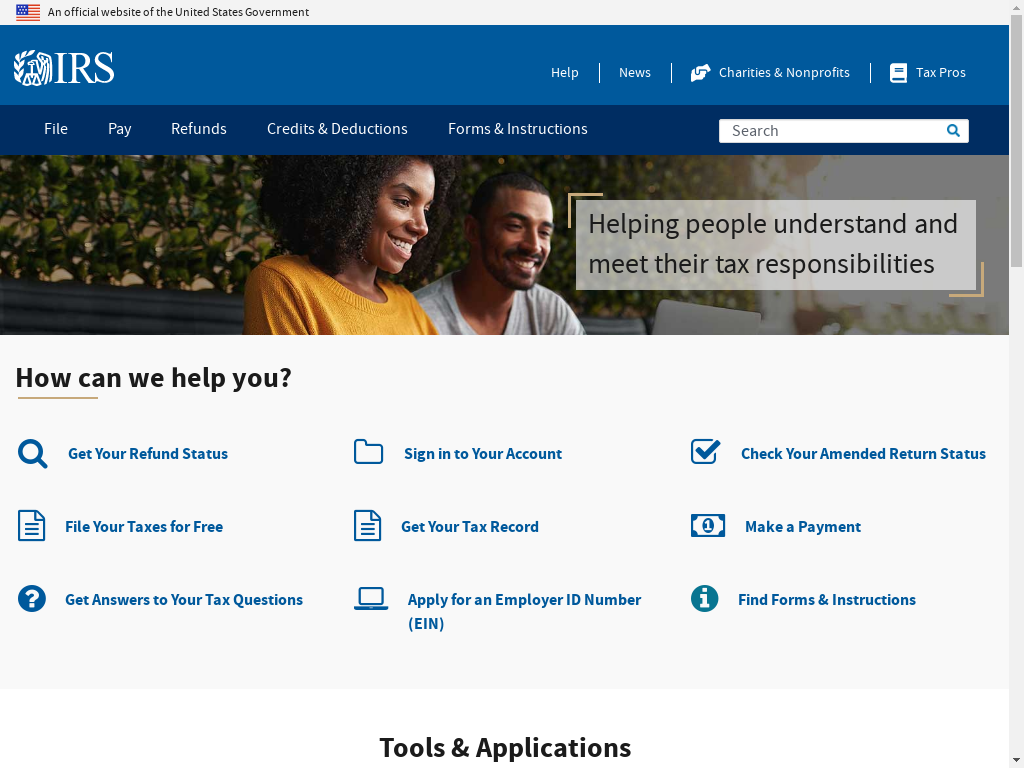 An official website of the United States Government
IRS
Help
News
Charities & Nonprofits
Tax Pros
File
Pay
Refunds
Credits & Deductions
Forms & Instructions
Search
Helping people understand and
meet their tax responsibilities
How can we help you?
Get Your Refund Status
Sign in to Your Account
Check Your Amended Return Status
File Your Taxes for Free
Get Your Tax Record
Make a Payment
Get Answers to Your Tax Questions
Apply for an Employer ID Number
(EIN)
Find Forms & Instructions
Tools & Applications